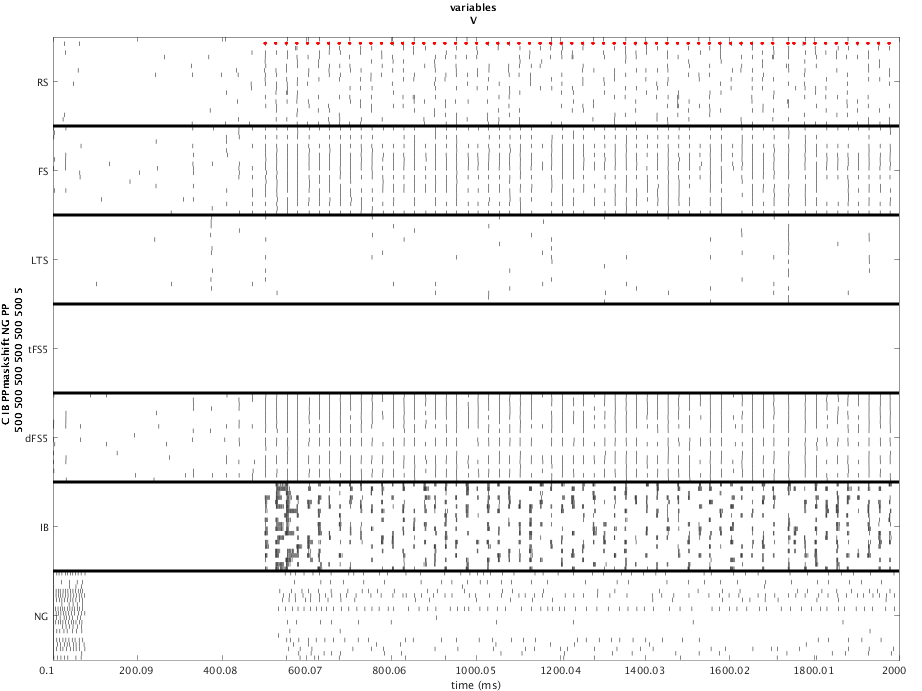 variables
V
RS
FS
LTS
tFS5
dFS5
IB
NG
C IB PPmaskshift NG PP
500 500 500 500 500 500 5
0.1 200.09 400.08 600.07 800.06 1000.05 1200.04 1400.03 1600.02 1800.01 2000
time (ms)